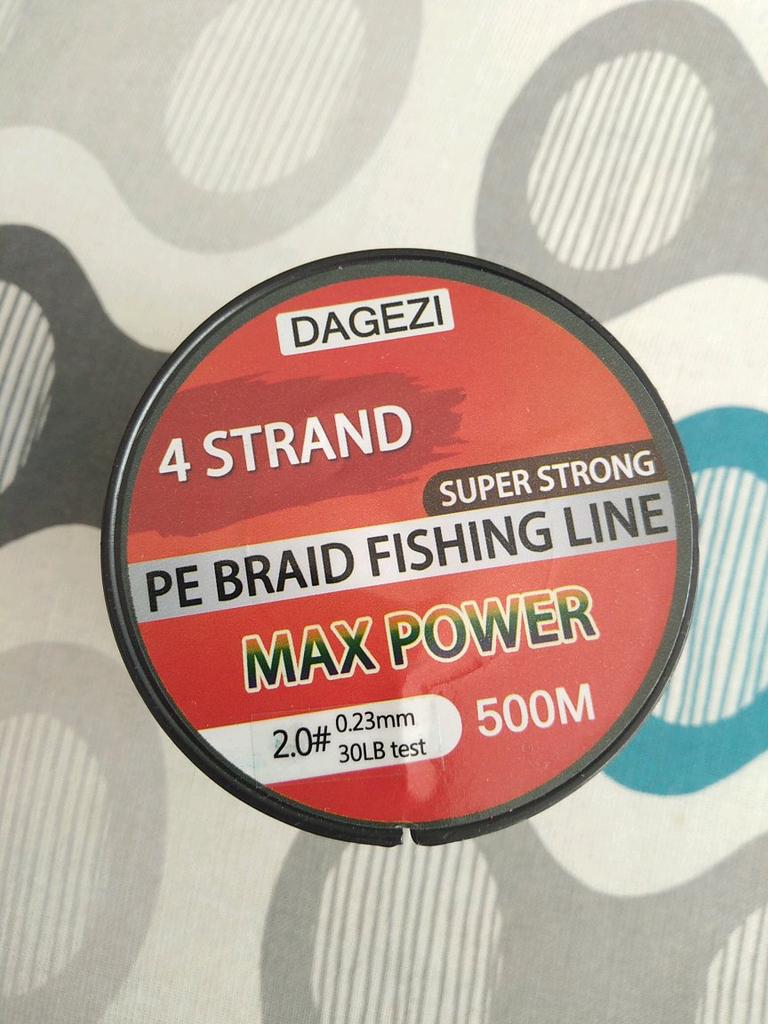 DAGEZI
4 STRAND
SUPER STRONG
PE BRAID FISHING LINE
MAX POWER
2.0# 0.23mm
30LB test
500M